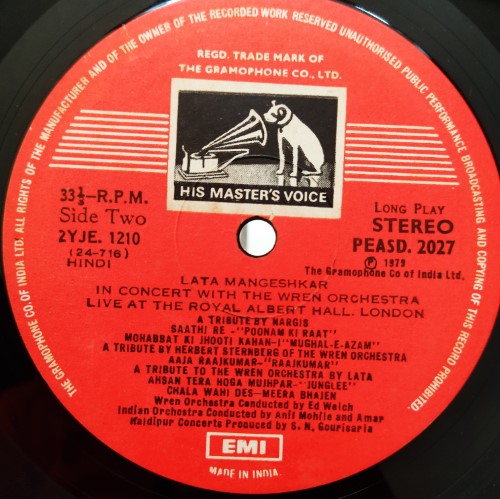 ALL RIGHTS OF THE MANUFACTURER AND OF THE OWNER OF THE RECORDED WORK RESERVED UNAUTHORISED PUBLIC PERFORMANCE BROADCASTING AND COPYING OF THIS RECORD PROHIBITED.
THE GRAMOPHONE CO. OF INDIA LTD.
REGD. TRADE MARK OF
THE GRAMOPHONE CO., LTD.
HIS MASTER'S VOICE
33⅓-R.P.M.
Side Two
2YJE. 1210
(24-716)
HINDI
LONG PLAY
STEREO
PEASD. 2027
Ⓟ 1979
The Gramophone Co of India Ltd.
LATA MANGESHKAR
IN CONCERT WITH THE WREN ORCHESTRA
LIVE AT THE ROYAL ALBERT HALL, LONDON
A TRIBUTE BY NARGIS
SAATHI RE -"POONAM KI RAAT"
MOHABBAT KI JHOOTI KAHAN-I "MUGHAL-E-AZAM"
A TRIBUTE BY HERBERT STERNBERG OF THE WREN ORCHESTRA
AAJA RAAJKUMAR-"RAAJKUMAR"
A TRIBUTE TO THE WREN ORCHESTRA BY LATA
AHSAN TERA HOGA MUJHPAR-"JUNGLEE"
CHALA WAHI DES-MEERA BHAJEN
Wren Orchestra Conducted by Ed Welch
Indian Orchestra Conducted by Anil Mohile and Amar
Haldipur Concerts Produced by S. N. Gourisaria
EMI
MADE IN INDIA.